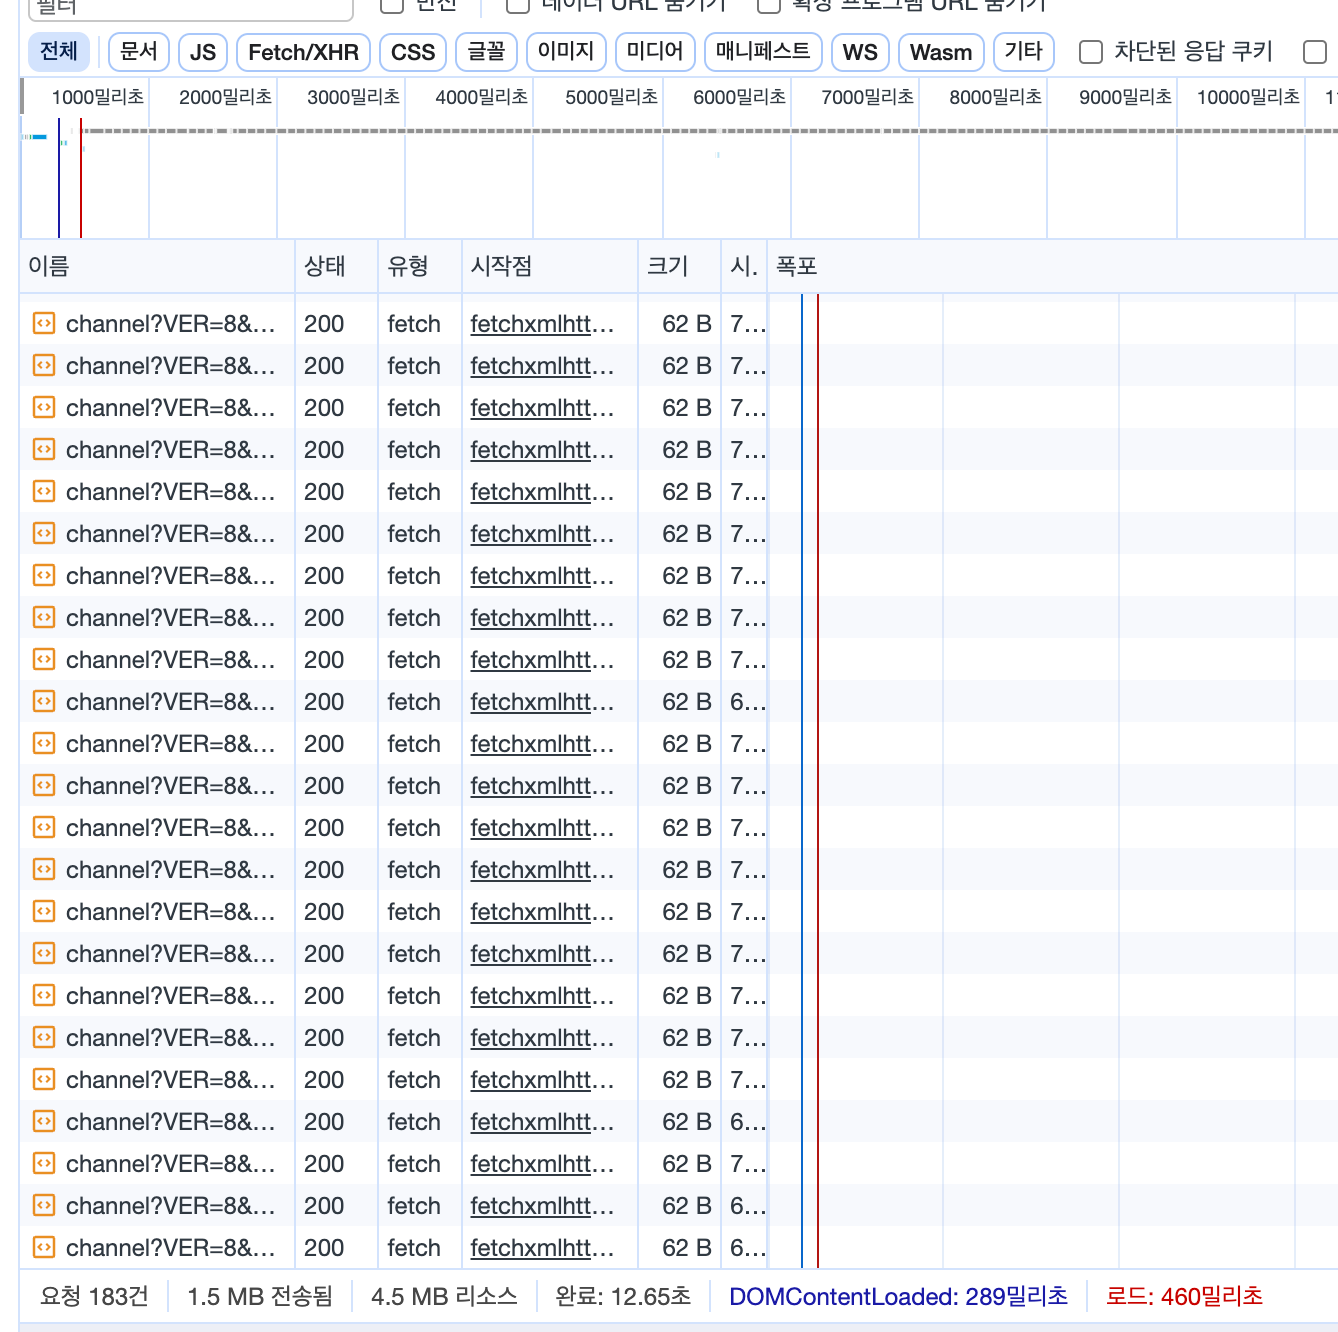 필터 반전 데이터 URL 숨기기 확장 프로그램 URL 숨기기
전체 문서 JS Fetch/XHR CSS 글꼴 이미지 미디어 매니페스트 WS Wasm 기타 차단된 응답 쿠키
1000밀리초 2000밀리초 3000밀리초 4000밀리초 5000밀리초 6000밀리초 7000밀리초 8000밀리초 9000밀리초 10000밀리초
이름 상태 유형 시작점 크기 시. 폭포
channel?VER=8&... 200 fetch fetchxmlhtt... 62 B 7...
channel?VER=8&... 200 fetch fetchxmlhtt... 62 B 7...
channel?VER=8&... 200 fetch fetchxmlhtt... 62 B 7...
channel?VER=8&... 200 fetch fetchxmlhtt... 62 B 7...
channel?VER=8&... 200 fetch fetchxmlhtt... 62 B 7...
channel?VER=8&... 200 fetch fetchxmlhtt... 62 B 7...
channel?VER=8&... 200 fetch fetchxmlhtt... 62 B 7...
channel?VER=8&... 200 fetch fetchxmlhtt... 62 B 7...
channel?VER=8&... 200 fetch fetchxmlhtt... 62 B 7...
channel?VER=8&... 200 fetch fetchxmlhtt... 62 B 6...
channel?VER=8&... 200 fetch fetchxmlhtt... 62 B 7...
channel?VER=8&... 200 fetch fetchxmlhtt... 62 B 7...
channel?VER=8&... 200 fetch fetchxmlhtt... 62 B 7...
channel?VER=8&... 200 fetch fetchxmlhtt... 62 B 7...
channel?VER=8&... 200 fetch fetchxmlhtt... 62 B 7...
channel?VER=8&... 200 fetch fetchxmlhtt... 62 B 7...
channel?VER=8&... 200 fetch fetchxmlhtt... 62 B 7...
channel?VER=8&... 200 fetch fetchxmlhtt... 62 B 7...
channel?VER=8&... 200 fetch fetchxmlhtt... 62 B 7...
channel?VER=8&... 200 fetch fetchxmlhtt... 62 B 6...
channel?VER=8&... 200 fetch fetchxmlhtt... 62 B 7...
channel?VER=8&... 200 fetch fetchxmlhtt... 62 B 6...
channel?VER=8&... 200 fetch fetchxmlhtt... 62 B 6...
요청 183건 1.5 MB 전송됨 4.5 MB 리소스 완료: 12.65초 DOMContentLoaded: 289밀리초 로드: 460밀리초